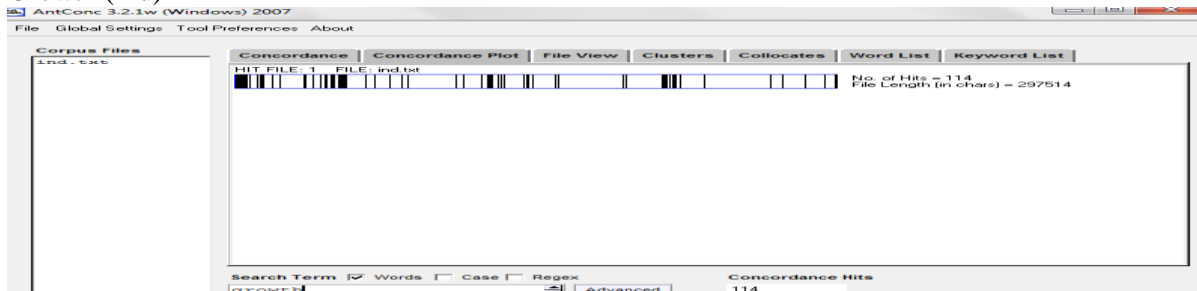 AntConc 3.2.1w (Windows) 2007
File Global Settings Tool Preferences About
Corpus Files
ind.txt
Concordance Concordance Plot File View Clusters Collocates Word List Keyword List
HIT FILE: 1 FILE: ind.txt
No. of Hits = 114
File Length (in chars) = 297514
Search Term Words Case Regex
Concordance Hits
growth
Advanced
114